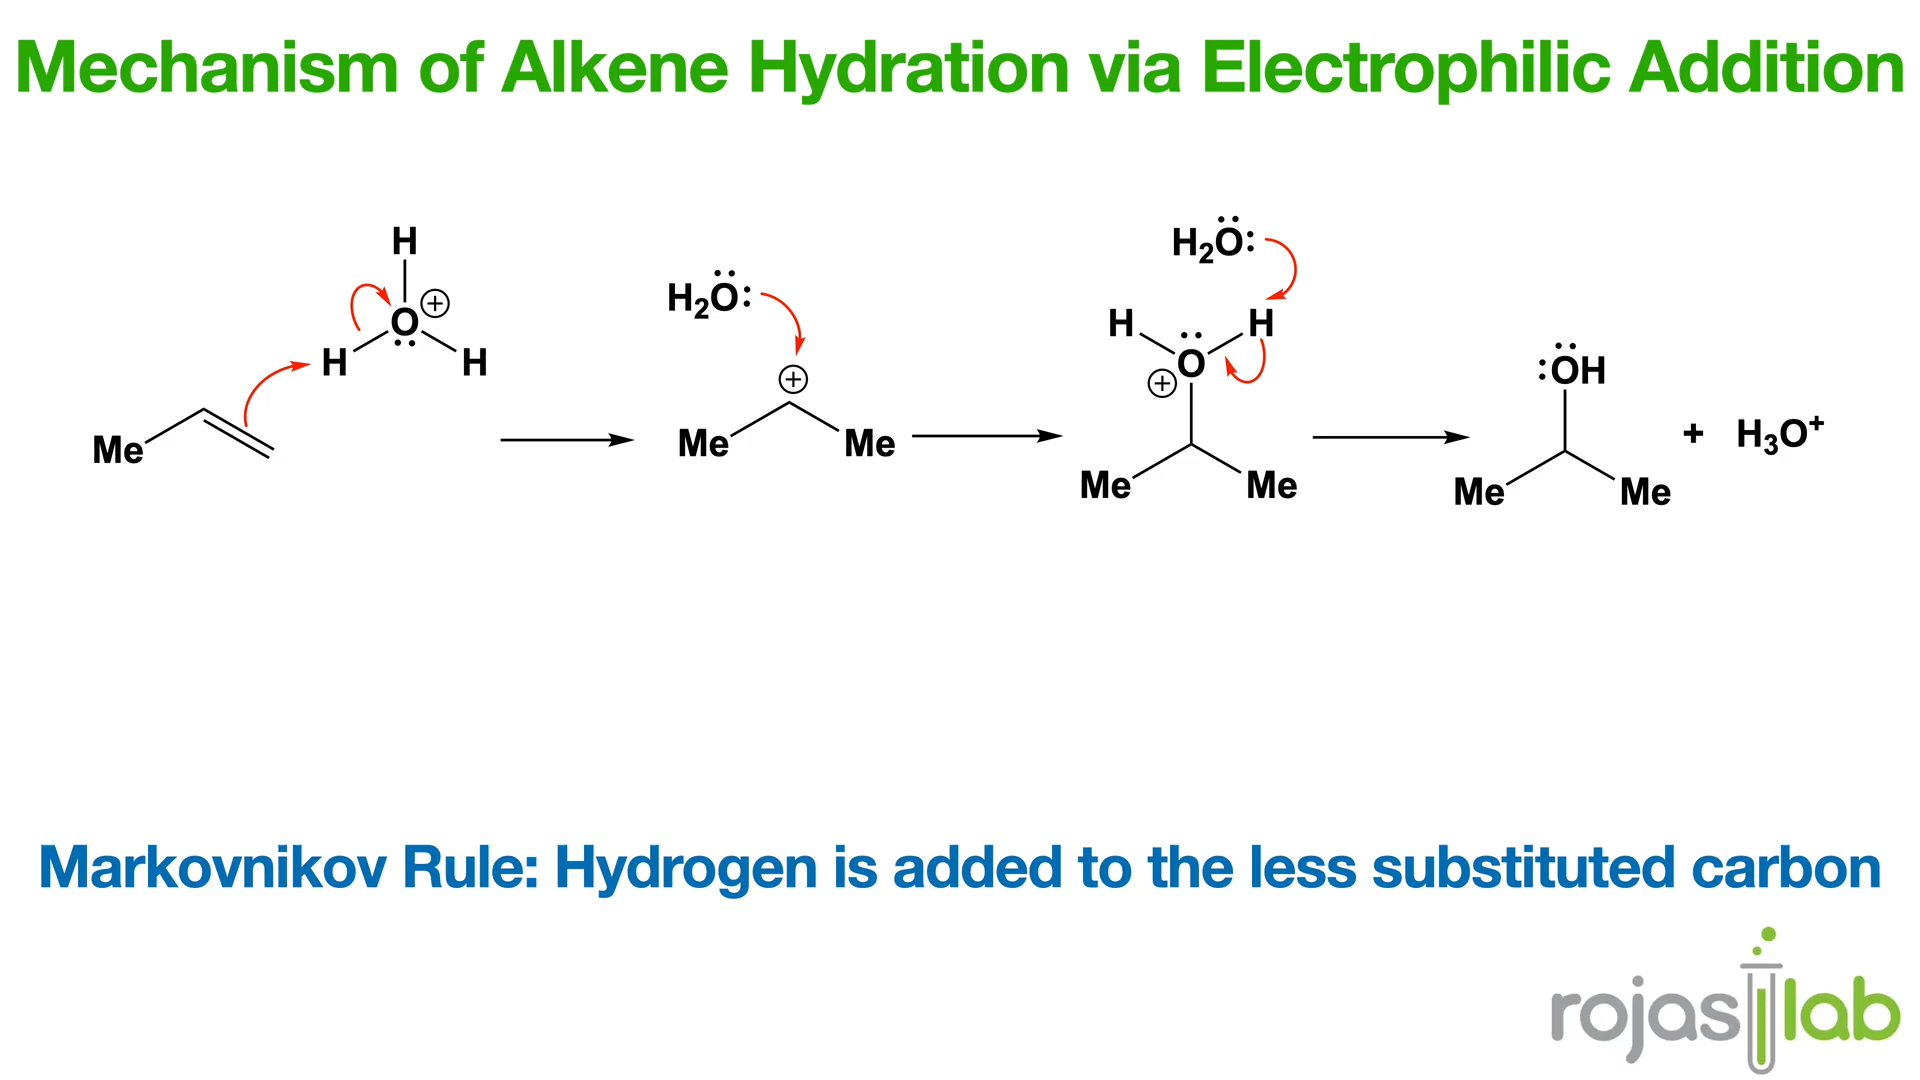 Mechanism of Alkene Hydration via Electrophilic Addition
H
O ⊕
H H
Me
H₂O:
⊕
Me Me
H₂O:
H H
O
⊕
Me Me
:OH
Me Me
+ H₃O⁺
Markovnikov Rule: Hydrogen is added to the less substituted carbon
rojas lab